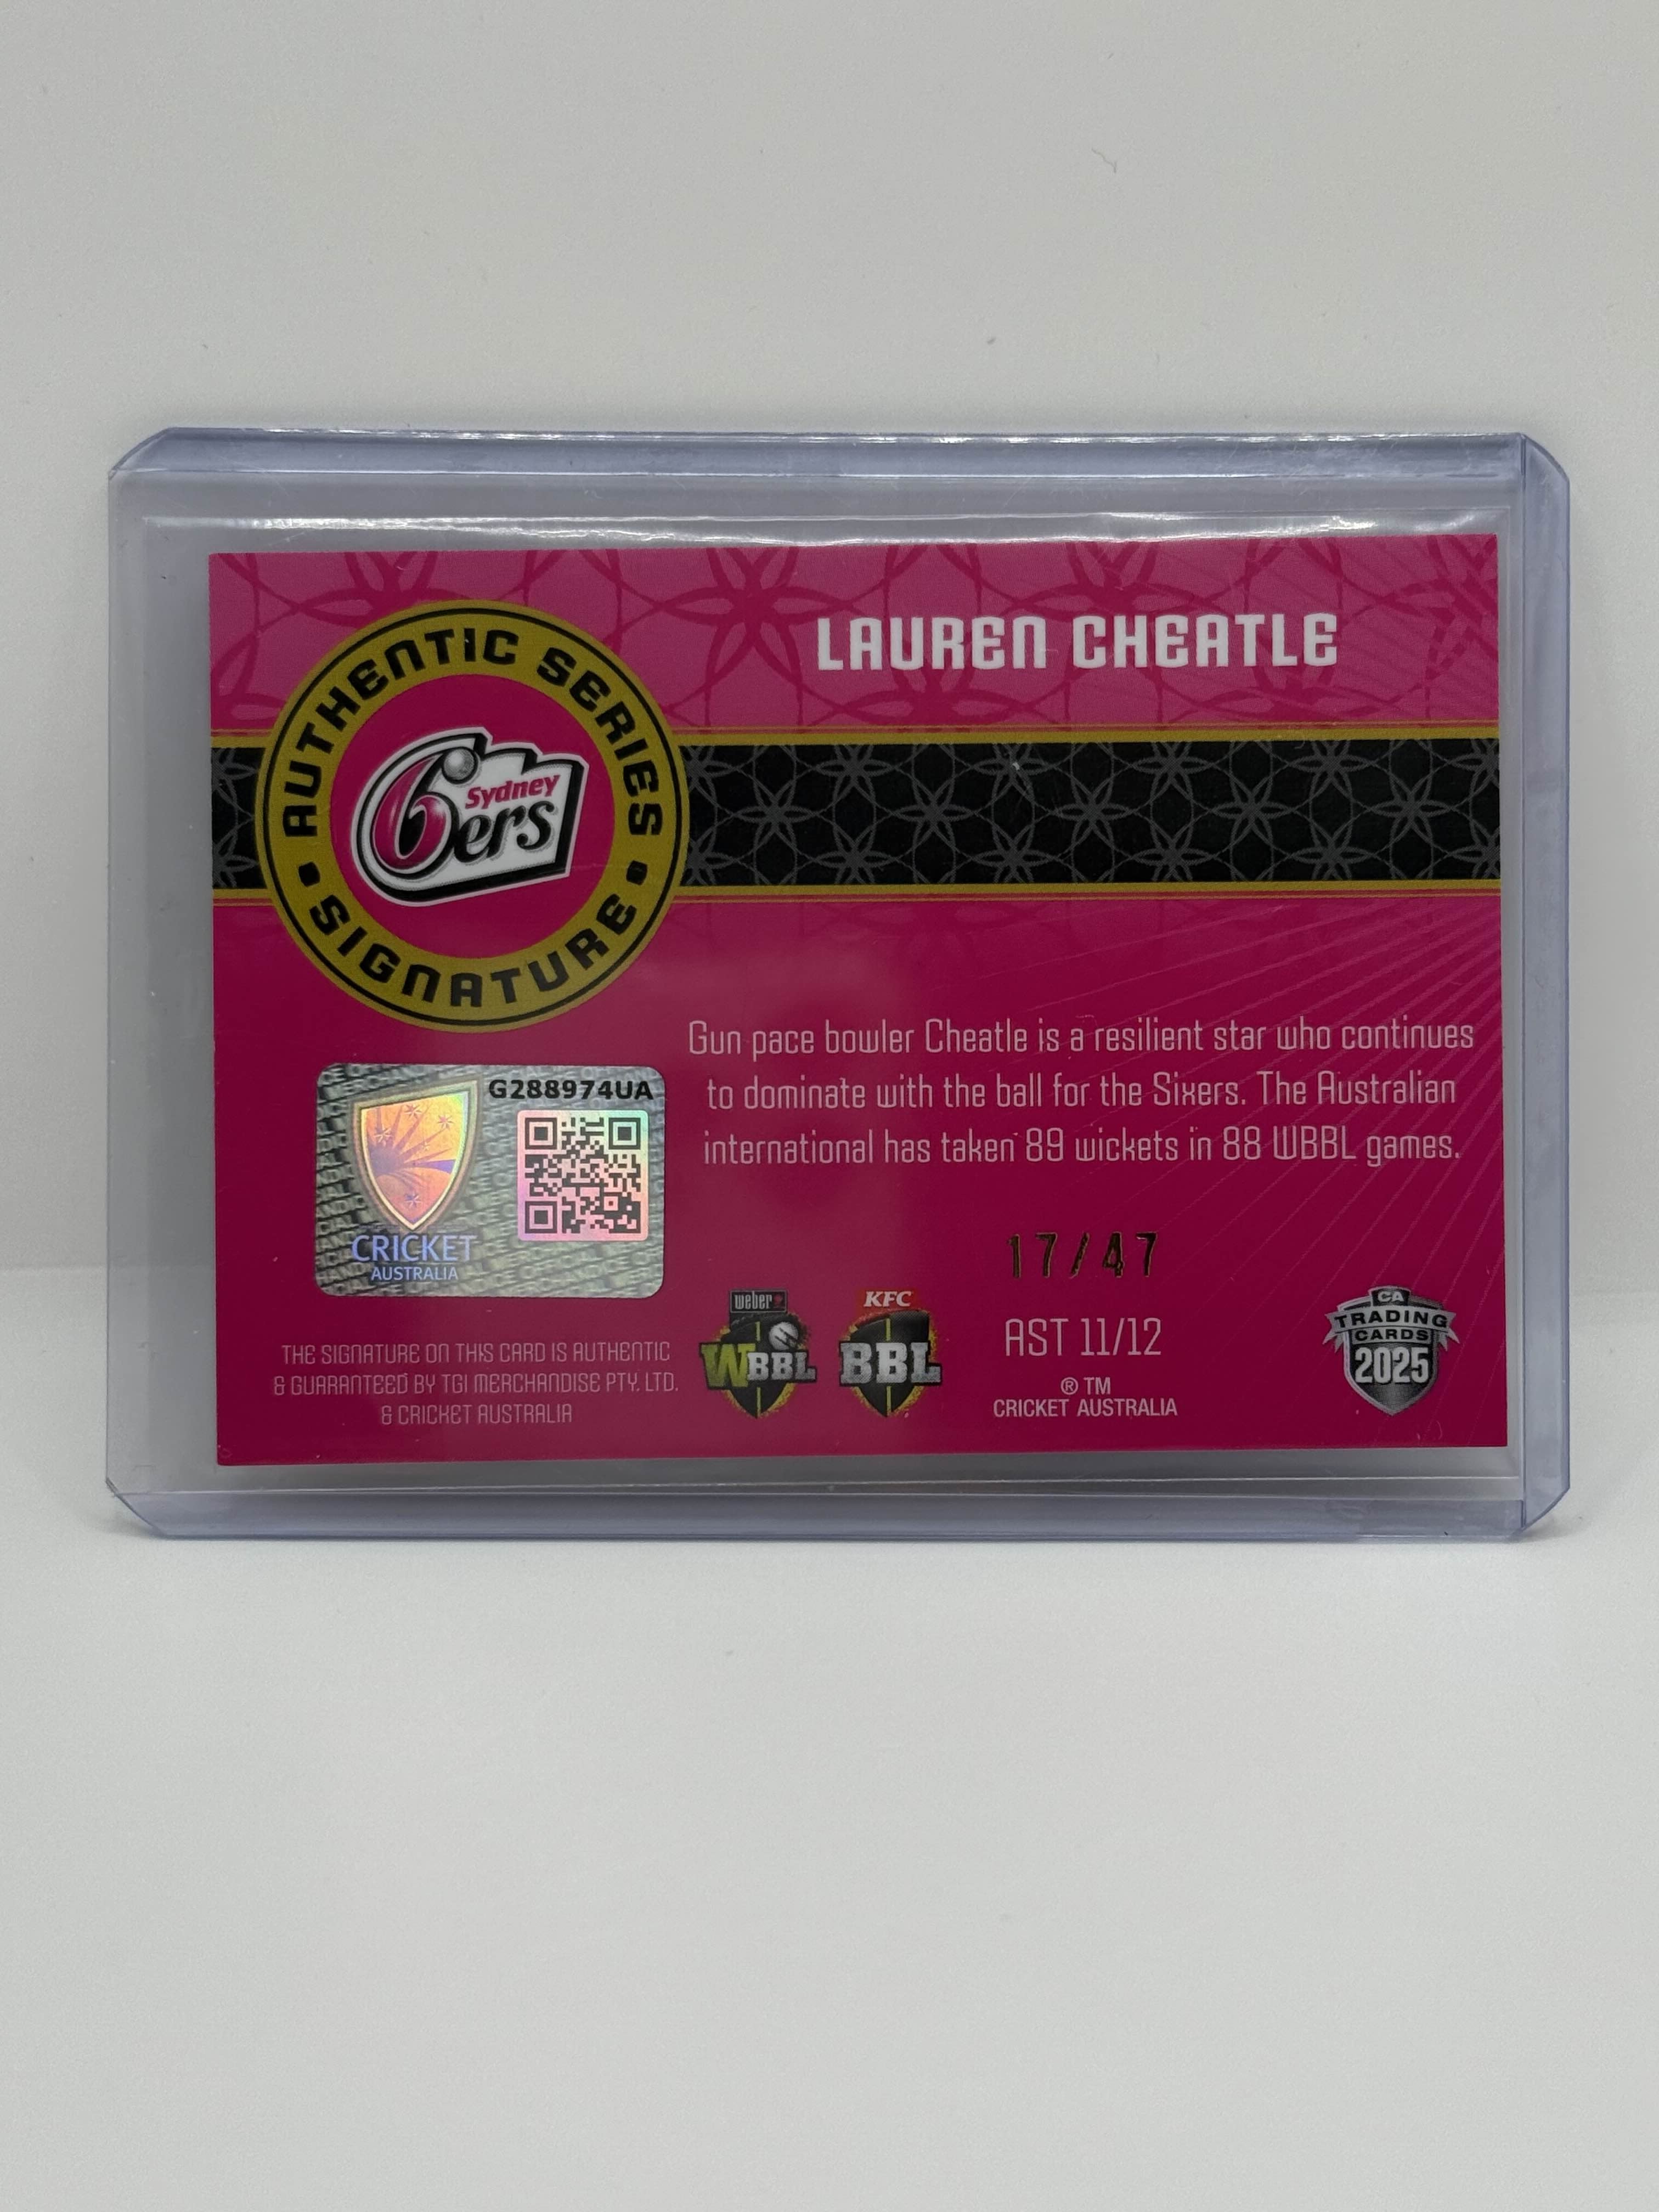 LAUREN CHEATLE
AUTHENTIC SERIES
SIGNATURE
Sydney
6ers
Gun pace bowler Cheatle is a resilient star who continues
to dominate with the ball for the Sixers. The Australian
international has taken 89 wickets in 88 WBBL games.
G288974UA
CRICKET
AUSTRALIA
17/47
THE SIGNATURE ON THIS CARD IS AUTHENTIC
& GUARANTEED BY TGI MERCHANDISE PTY. LTD.
& CRICKET AUSTRALIA
weber
WBBL
KFC
BBL
AST 11/12
® TM
CRICKET AUSTRALIA
CA
TRADING
CARDS
2025